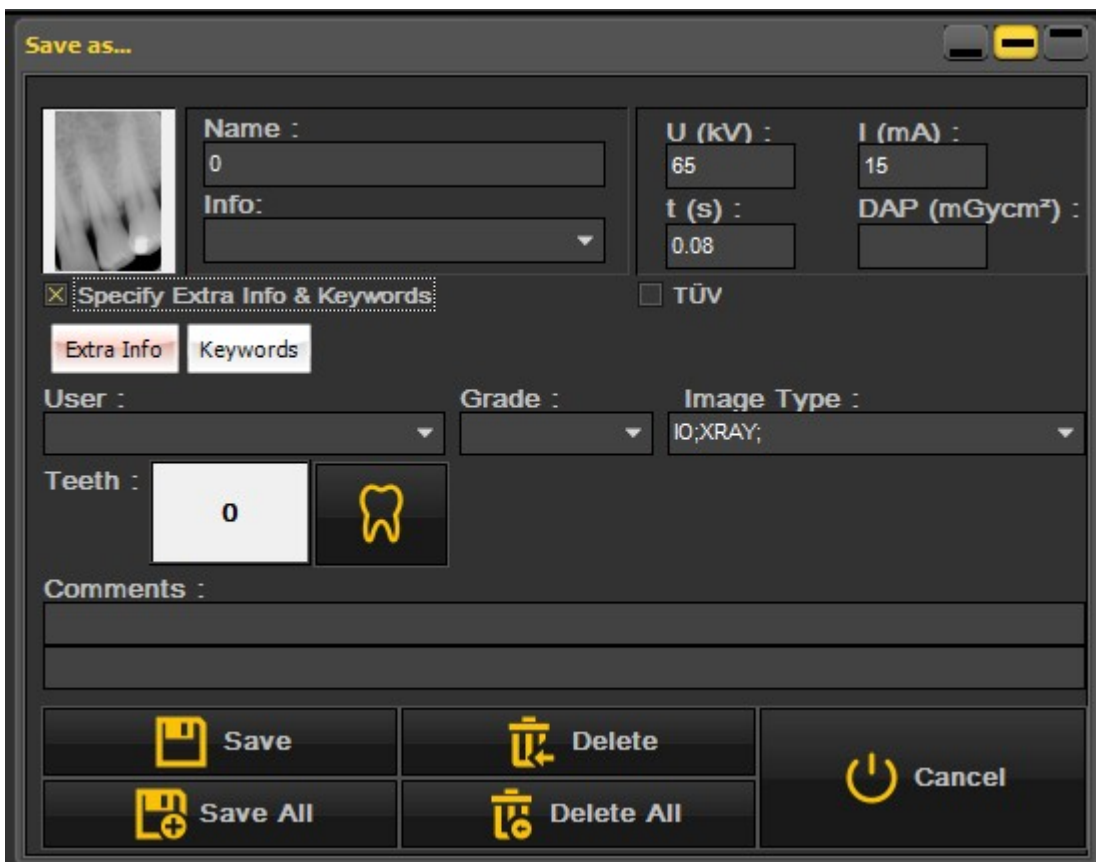 Save as...
Name :
0
Info:
U (kV) :
65
I (mA) :
15
t (s) :
0.08
DAP (mGycm²) :
Specify Extra Info & Keywords
TÜV
Extra Info
Keywords
User :
Grade :
Image Type :
IO;XRAY;
Teeth :
0
Comments :
Save
Delete
Cancel
Save All
Delete All